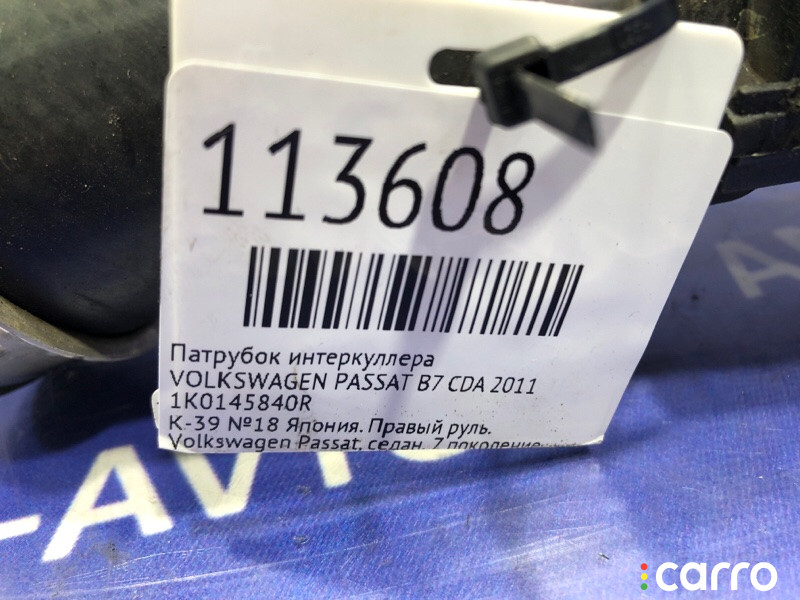 113608
Патрубок интеркуллера
VOLKSWAGEN PASSAT B7 CDA 2011
1K0145840R
К-39 №18 Япония. Правый руль.
Volkswagen Passat, седан, 7 поколение
-АВТО
carro